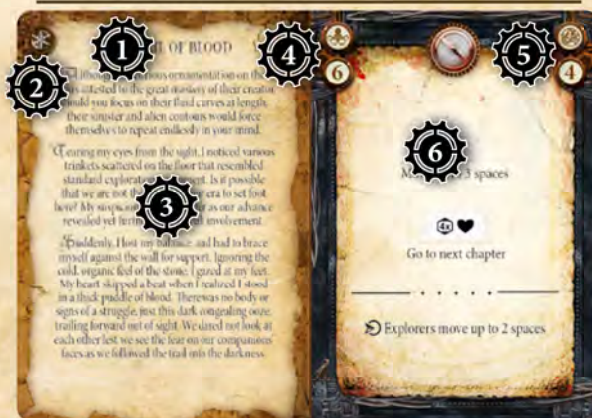 1
OF BLOOD
4
5
2
6
4
ornamentation on the
attested to the great mastery of their creator
would you focus on their fluid curves at length,
their sinister and alien contours would force
themselves to repeat endlessly in your mind.
Tearing my eyes from the sight, I noticed various
trinkets scattered on the floor that resembled
standard Is it possible
that we are not the era to set foot
here? My as our advance
revealed yet involvement.
3
6
3 spaces
4x
Go to next chapter
Suddenly, I lost my balance and had to brace
myself against the wall for support. Ignoring the
cold, organic feel of the stone, I gazed at my feet.
My heart skipped a beat when I realized I stood
in a thick puddle of blood. There was no body or
signs of a struggle, just this dark congealing ooze,
trailing forward out of sight. We dared not look at
each other lest we see the fear on our companions'
faces as we followed the trail into the darkness.
Explorers move up to 2 spaces